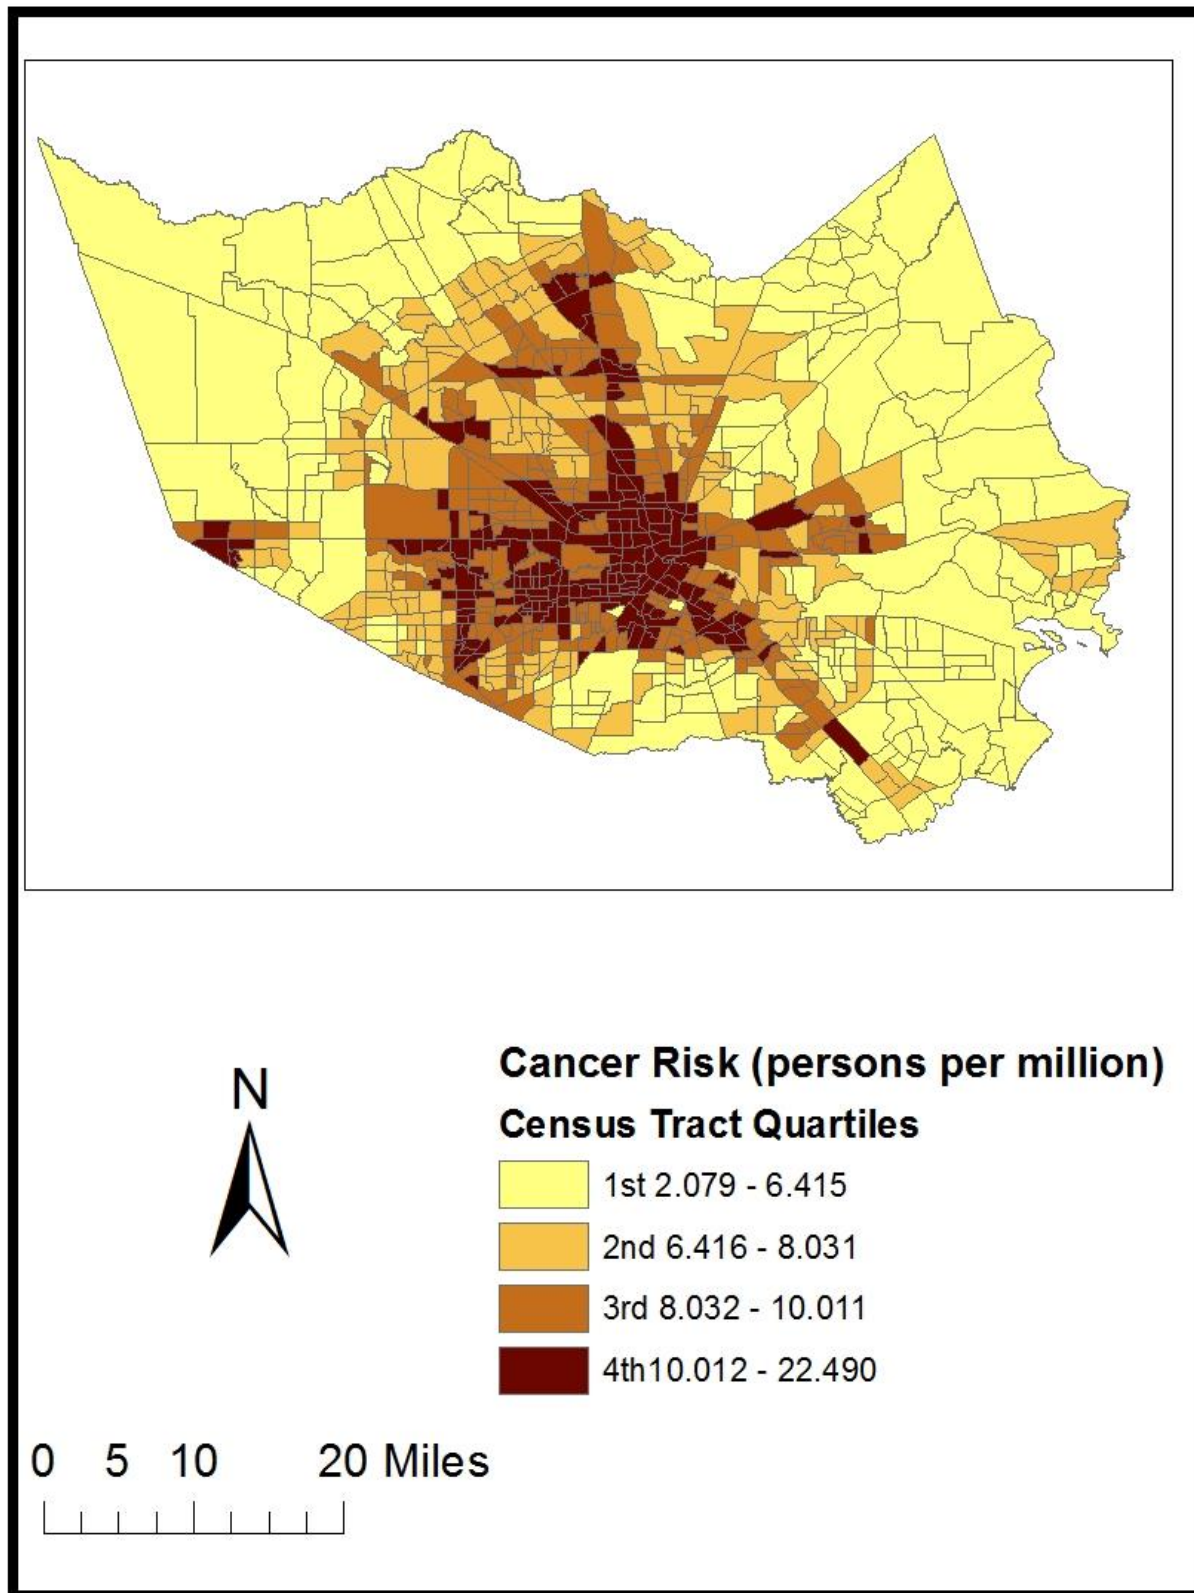 Cancer Risk (persons per million)
N
Census Tract Quartiles
1st 2.079 - 6.415
2nd 6.416 - 8.031
3rd 8.032 - 10.011
4th10.012 - 22.490
0 5 10 20 Miles